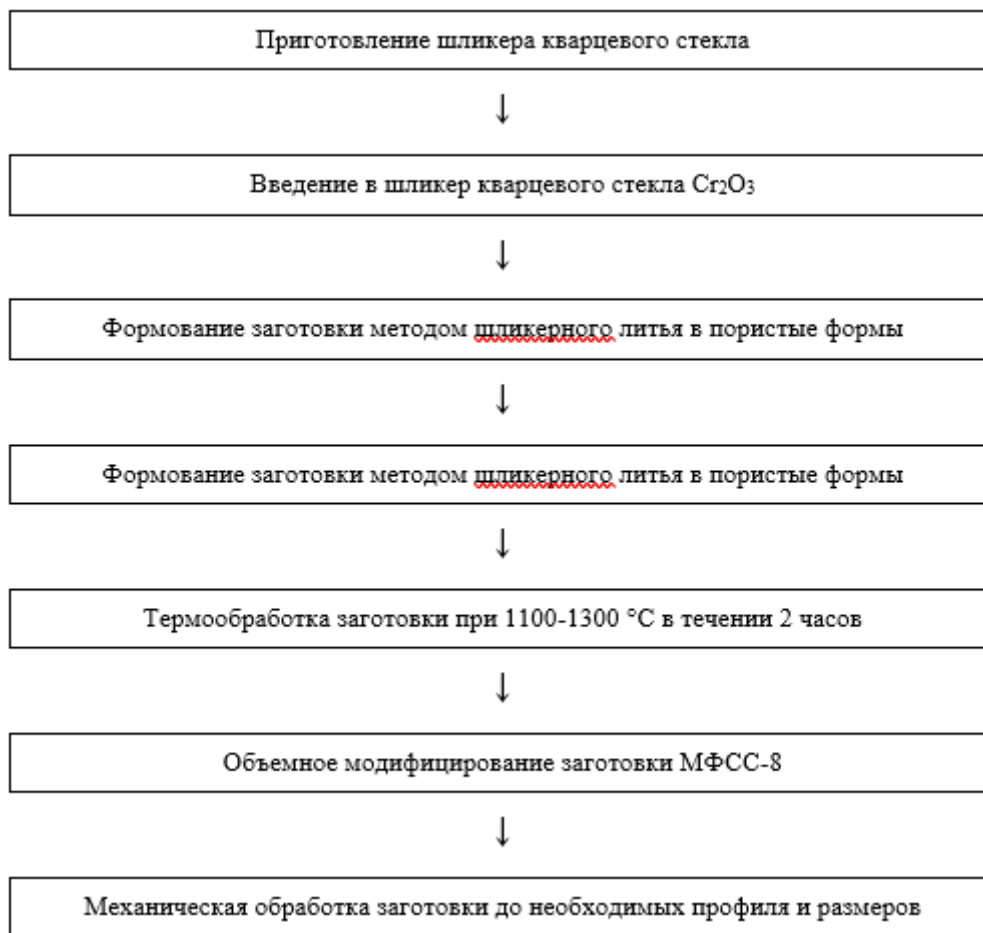 Приготовление шликера кварцевого стекла
↓
Введение в шликер кварцевого стекла Cr₂O₃
↓
Формование заготовки методом шликерного литья в пористые формы
↓
Формование заготовки методом шликерного литья в пористые формы
↓
Термообработка заготовки при 1100-1300 °C в течении 2 часов
↓
Объемное модифицирование заготовки МФСС-8
↓
Механическая обработка заготовки до необходимых профиля и размеров